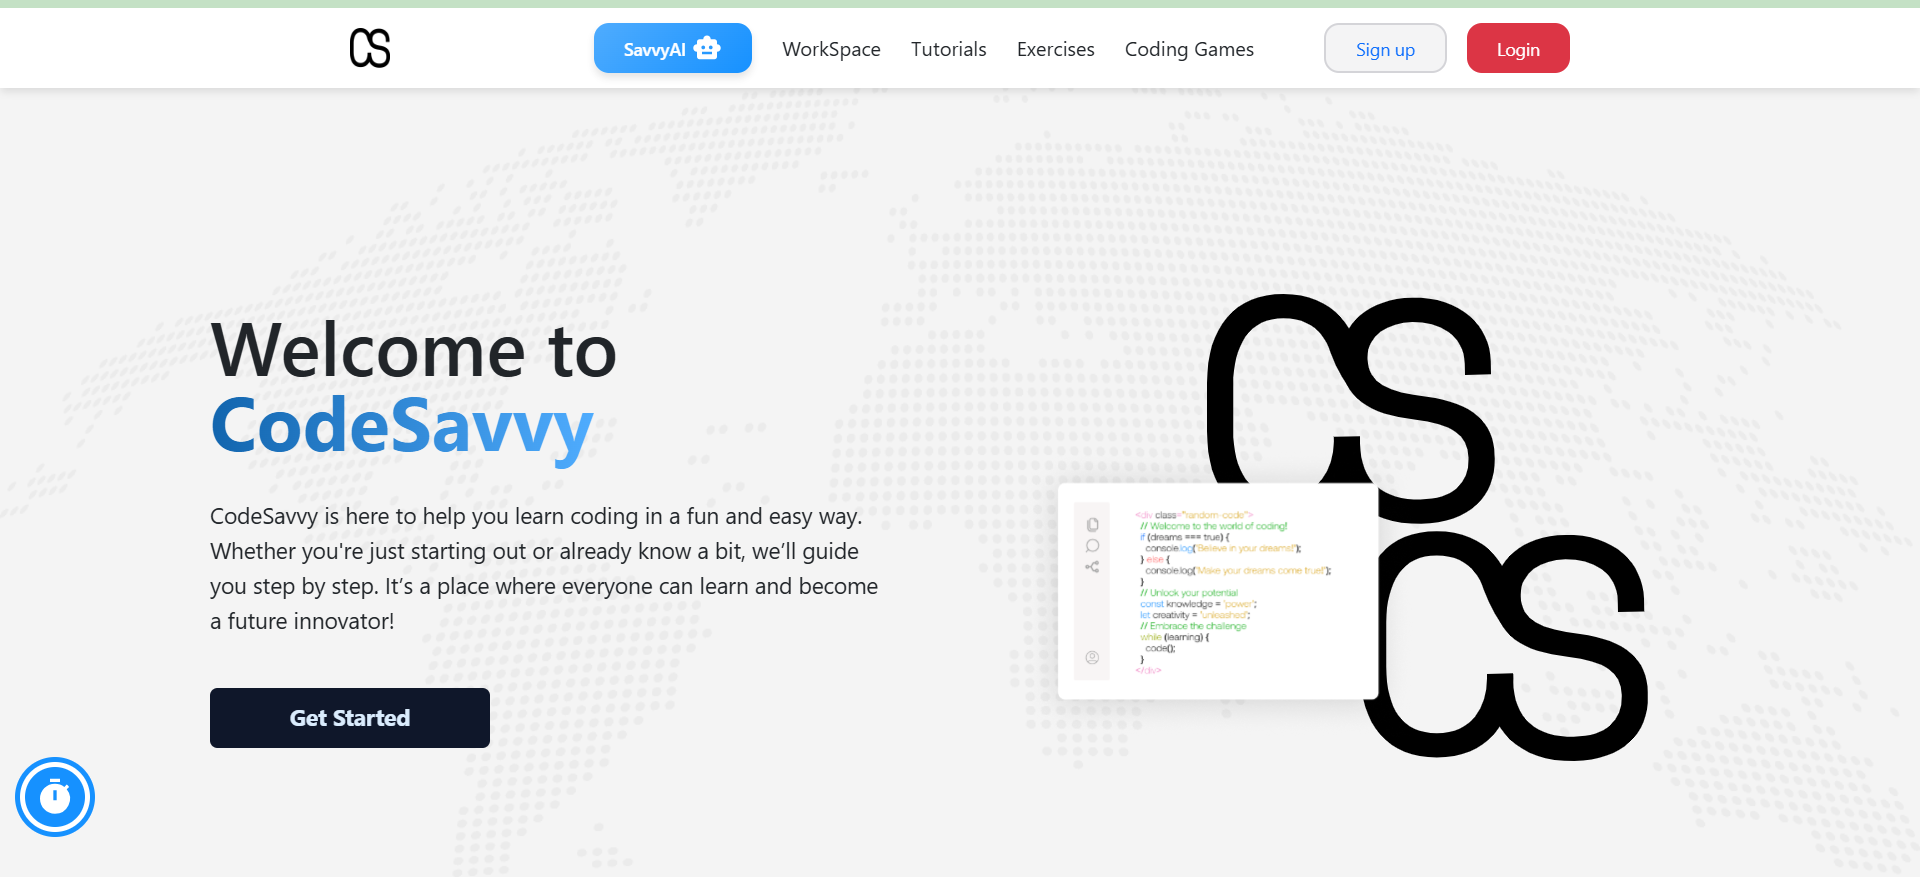 CS
SavvyAI
WorkSpace
Tutorials
Exercises
Coding Games
Sign up
Login
Welcome to
CodeSavvy
CodeSavvy is here to help you learn coding in a fun and easy way.
Whether you're just starting out or already know a bit, we’ll guide
you step by step. It’s a place where everyone can learn and become
a future innovator!
Get Started
CS
CS
<div class="random-code">
// Welcome to the world of coding!
if (dreams === true) {
console.log("Believe in your dreams!");
} else {
console.log("Make your dreams come true!");
}
// Unlock your potential
const knowledge = 'power';
let creativity = 'unleashed';
// Embrace the challenge
while (learning) {
code();
}
</div>